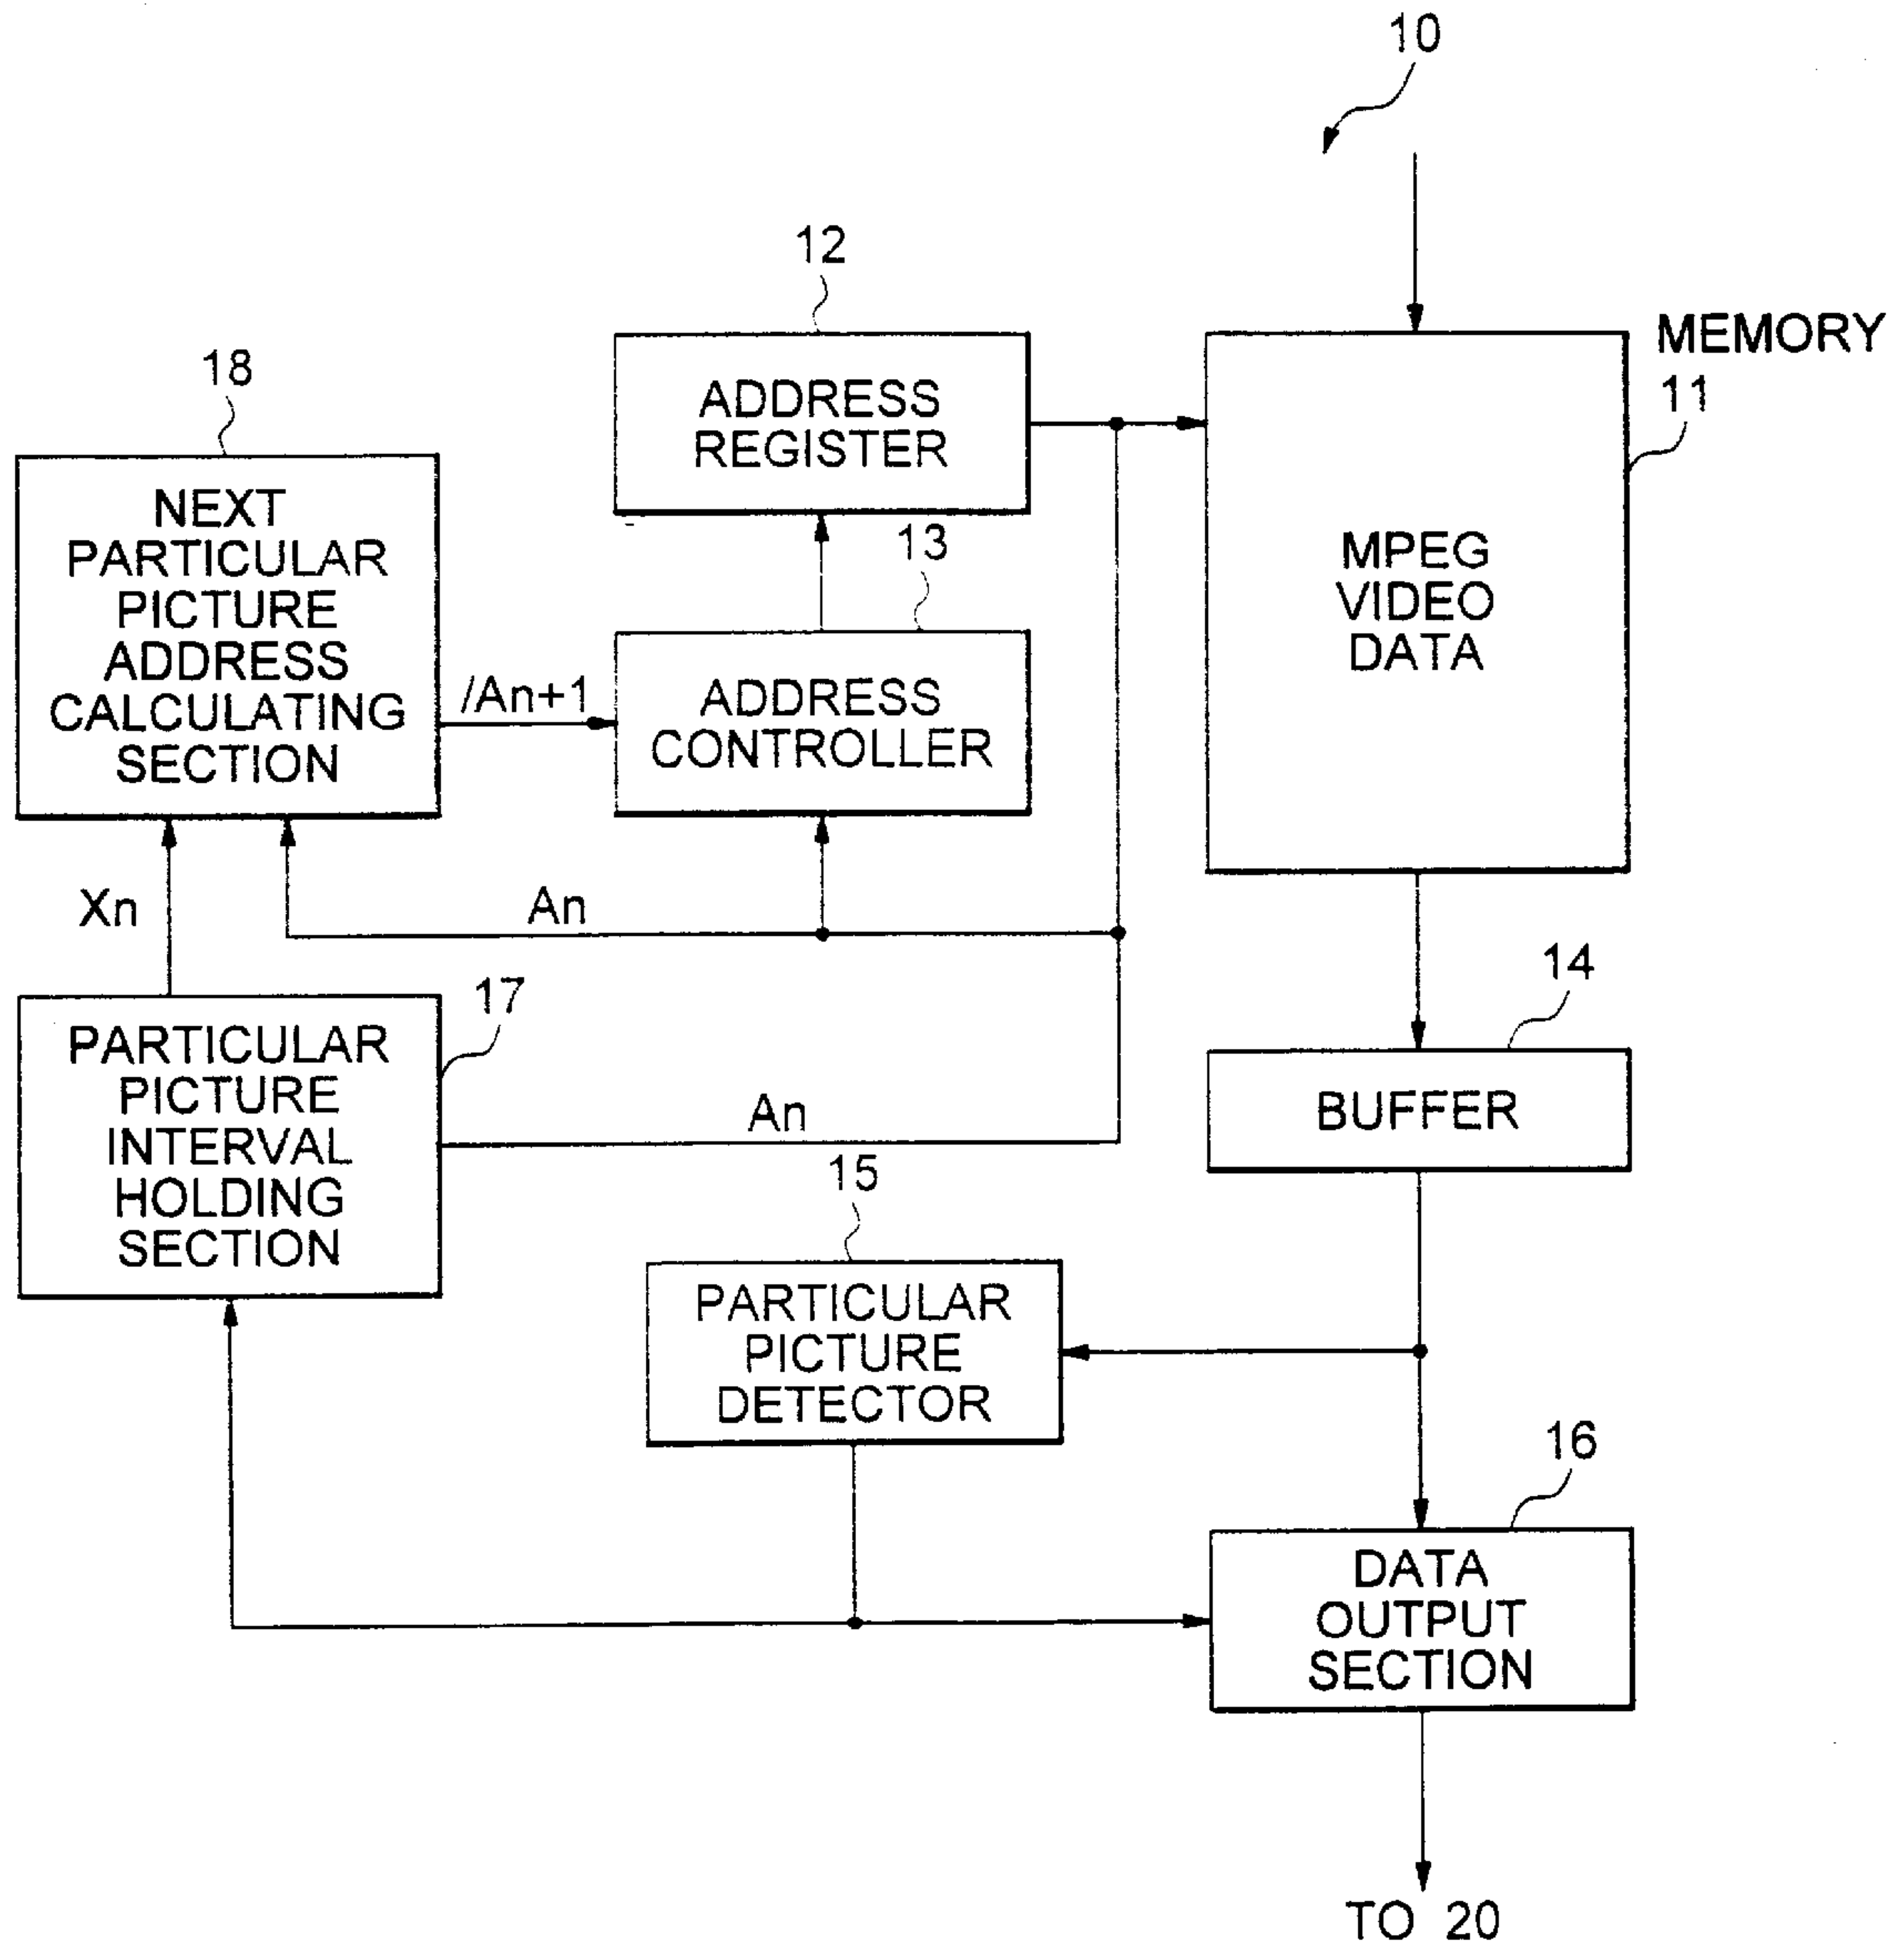 10
12
MEMORY
11
18
ADDRESS
REGISTER
NEXT
PARTICULAR
PICTURE
ADDRESS
CALCULATING
SECTION
13
MPEG
VIDEO
DATA
/An+1
ADDRESS
CONTROLLER
Xn
An
14
17
PARTICULAR
PICTURE
INTERVAL
HOLDING
SECTION
BUFFER
An
15
PARTICULAR
PICTURE
DETECTOR
16
DATA
OUTPUT
SECTION
TO 20